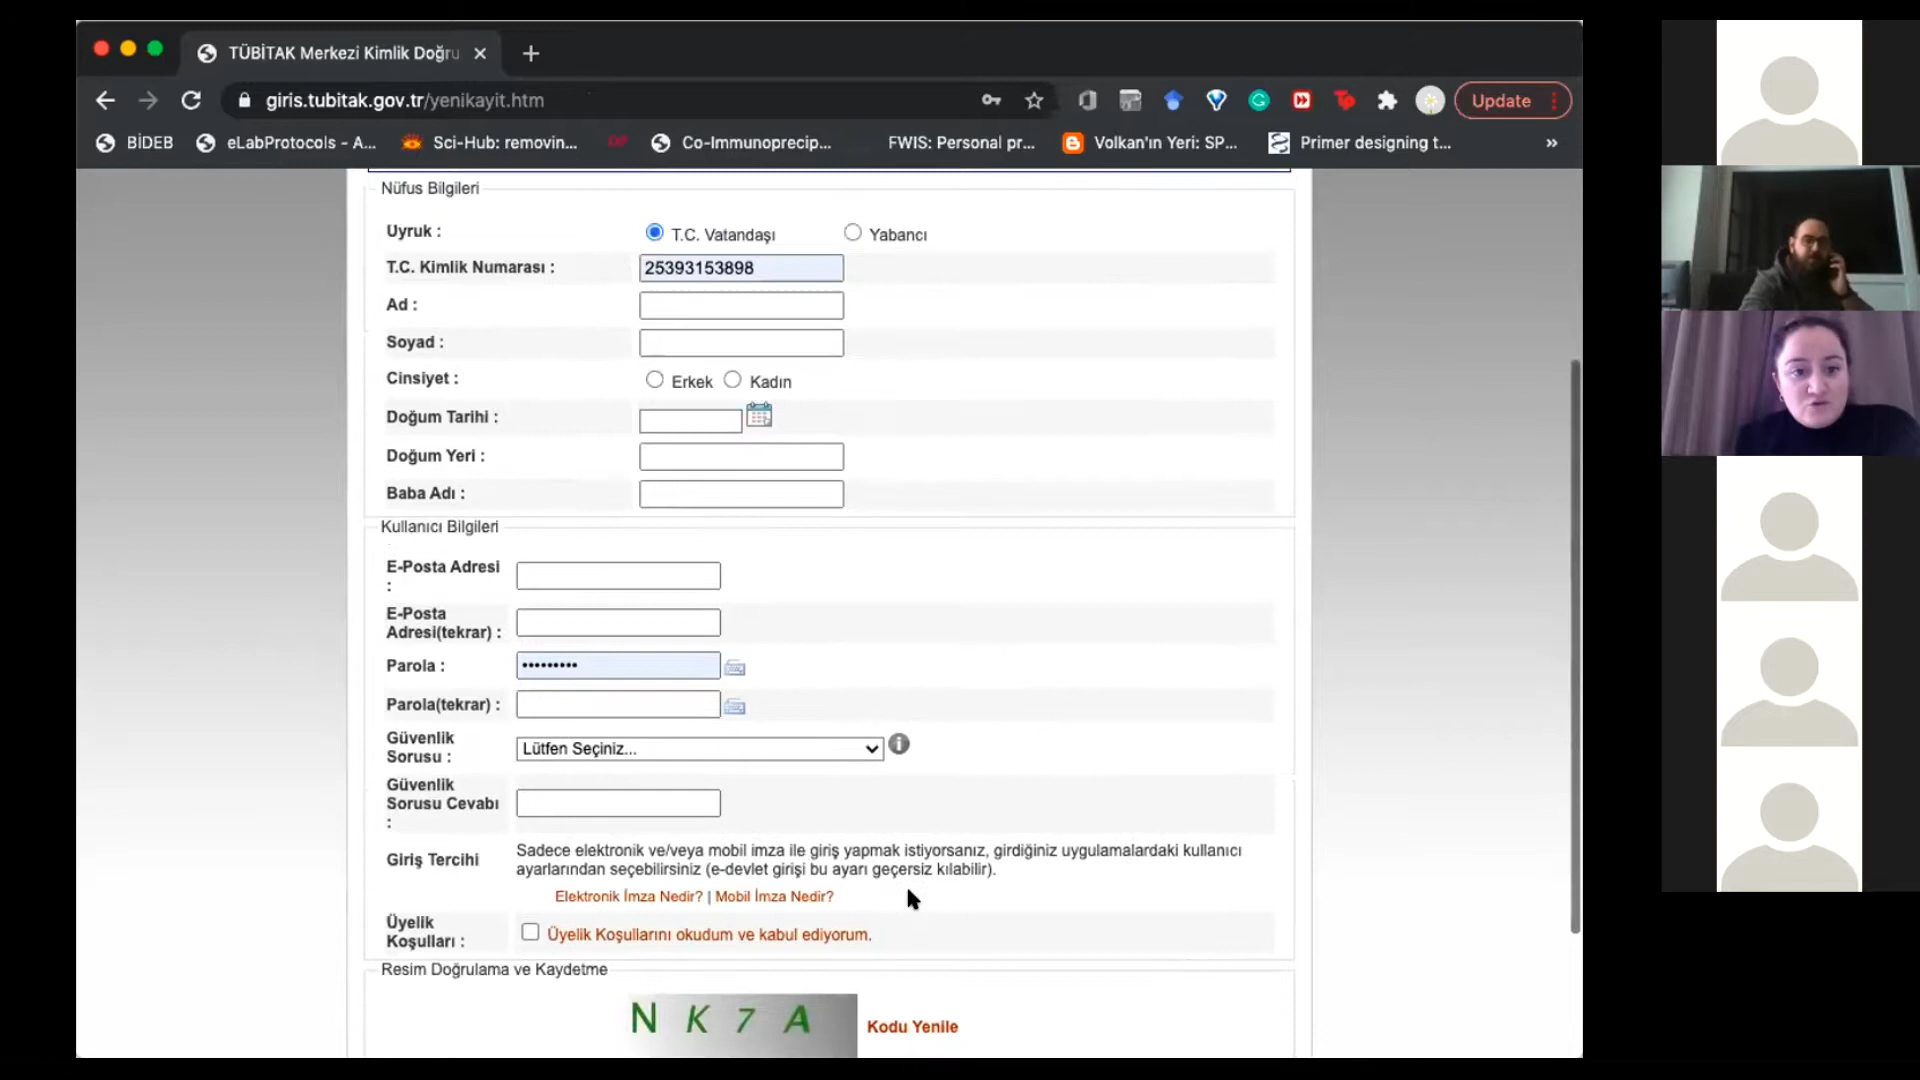 TÜBİTAK Merkezi Kimlik Doğru
giris.tubitak.gov.tr/yenikayit.htm
Update
BİDEB
eLabProtocols - A...
Sci-Hub: removin...
Co-Immunoprecip...
FWIS: Personal pr...
Volkan'ın Yeri: SP...
Primer designing t...
»
Nüfus Bilgileri
Uyruk :
T.C. Vatandaşı
Yabancı
T.C. Kimlik Numarası :
25393153898
Ad :
Soyad :
Cinsiyet :
Erkek
Kadın
Doğum Tarihi :
Doğum Yeri :
Baba Adı :
Kullanıcı Bilgileri
E-Posta Adresi
:
E-Posta
Adresi(tekrar) :
Parola :
•••••••••
Parola(tekrar) :
Güvenlik
Sorusu :
Lütfen Seçiniz...
Güvenlik
Sorusu Cevabı
:
Giriş Tercihi
Sadece elektronik ve/veya mobil imza ile giriş yapmak istiyorsanız, girdiğiniz uygulamalardaki kullanıcı
ayarlarından seçebilirsiniz (e-devlet girişi bu ayarı geçersiz kılabilir).
Elektronik İmza Nedir? | Mobil İmza Nedir?
Üyelik
Koşulları :
Üyelik Koşullarını okudum ve kabul ediyorum.
Resim Doğrulama ve Kaydetme
N K 7 A
Kodu Yenile